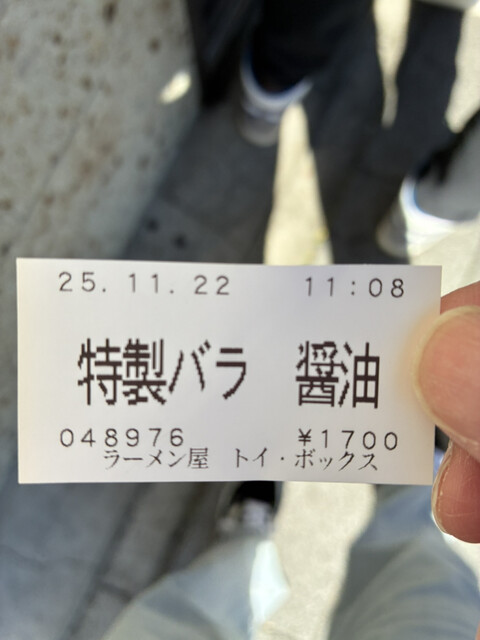 25.11.22 11:08
特製バラ 醤油
048976 ¥1700
ラーメン屋 トイ・ボックス